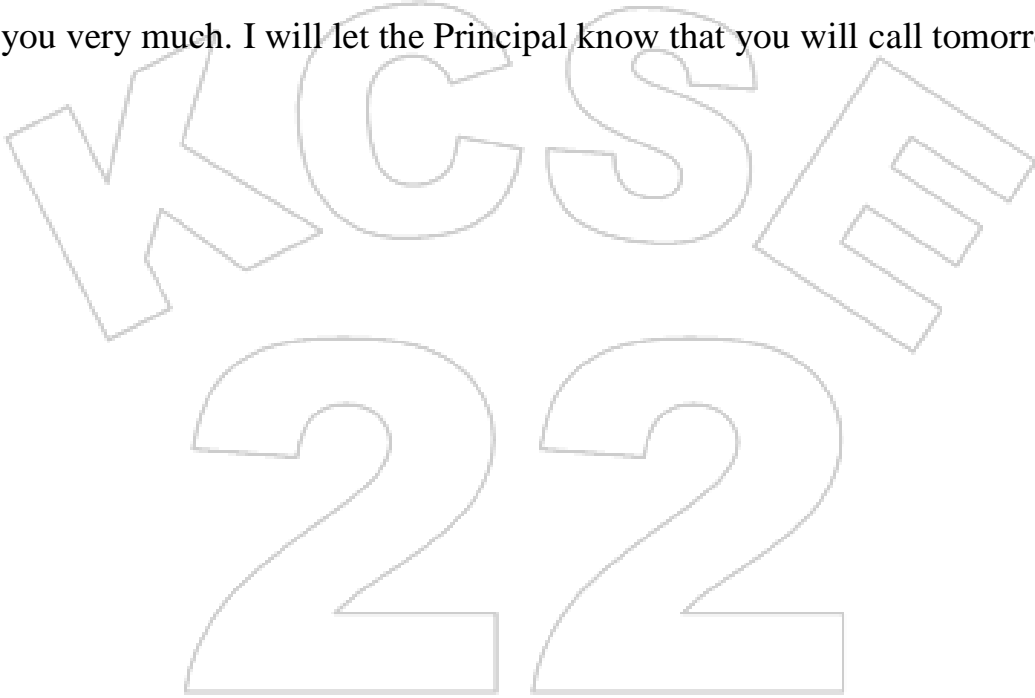 you very much. I will let the Principal know that you will call tomorr
KCSE
22